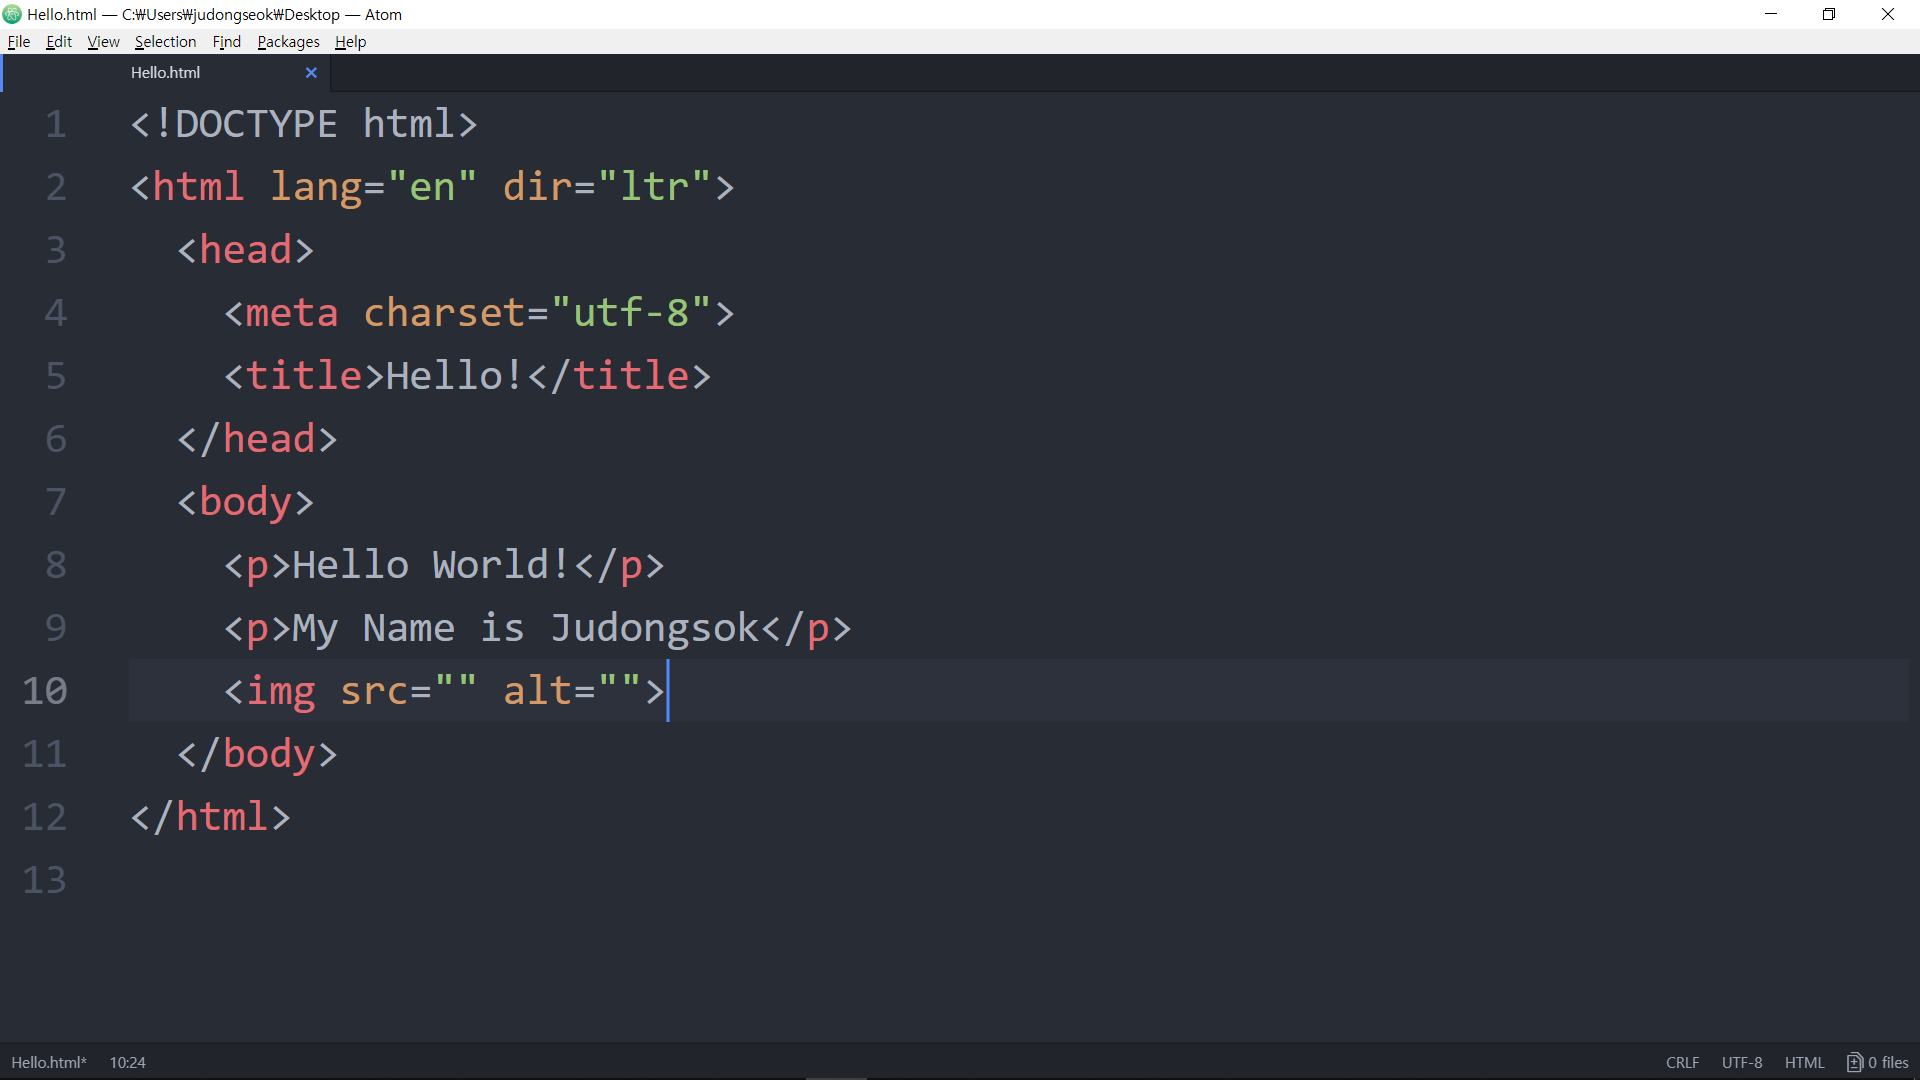 Hello.html — C:₩Users₩judongseok₩Desktop — Atom
File Edit View Selection Find Packages Help
Hello.html
1 <!DOCTYPE html>
2 <html lang="en" dir="ltr">
3 <head>
4 <meta charset="utf-8">
5 <title>Hello!</title>
6 </head>
7 <body>
8 <p>Hello World!</p>
9 <p>My Name is Judongsok</p>
10 <img src="" alt="">
11 </body>
12 </html>
13
Hello.html* 10:24 CRLF UTF-8 HTML 0 files